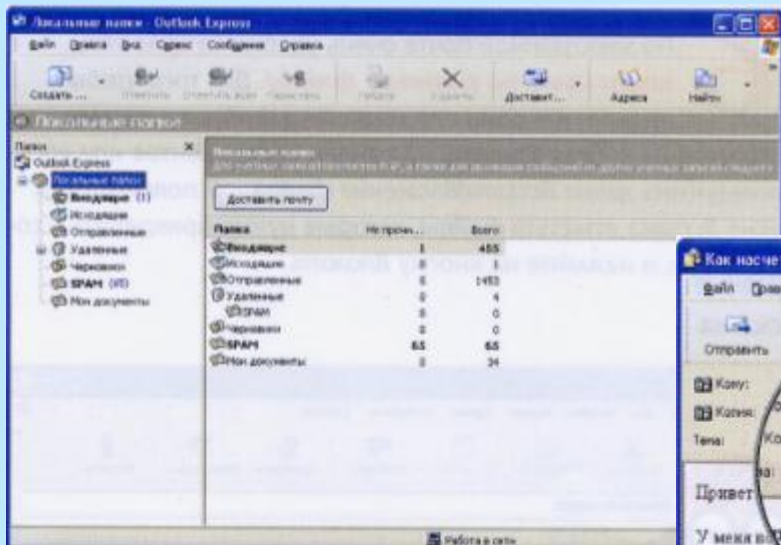 Локальные папки - Outlook Express
Файл Правка Вид Сервис Сообщение Справка
Создать ... Ответить Ответить всем Переслать Печать Удалить Доставит... Адреса Найти
Локальные папки
Папки
Outlook Express
Локальные папки
Входящие (1)
Исходящие
Отправленные
Удаленные
Черновики
SPAM (65)
Мои документы
Локальные папки
Доставить почту
Папка Не прочи... Всего
Входящие 1 455
Исходящие 0
Отправленные 0 1453
Удаленные 0 4
SPAM 0 0
Черновики 0 0
SPAM 65 65
Мои документы 0 34
Работа в сети
Как насче
Файл Прав
Отправить
Кому:
Копия:
Тема: Ко
Привет
У меня во